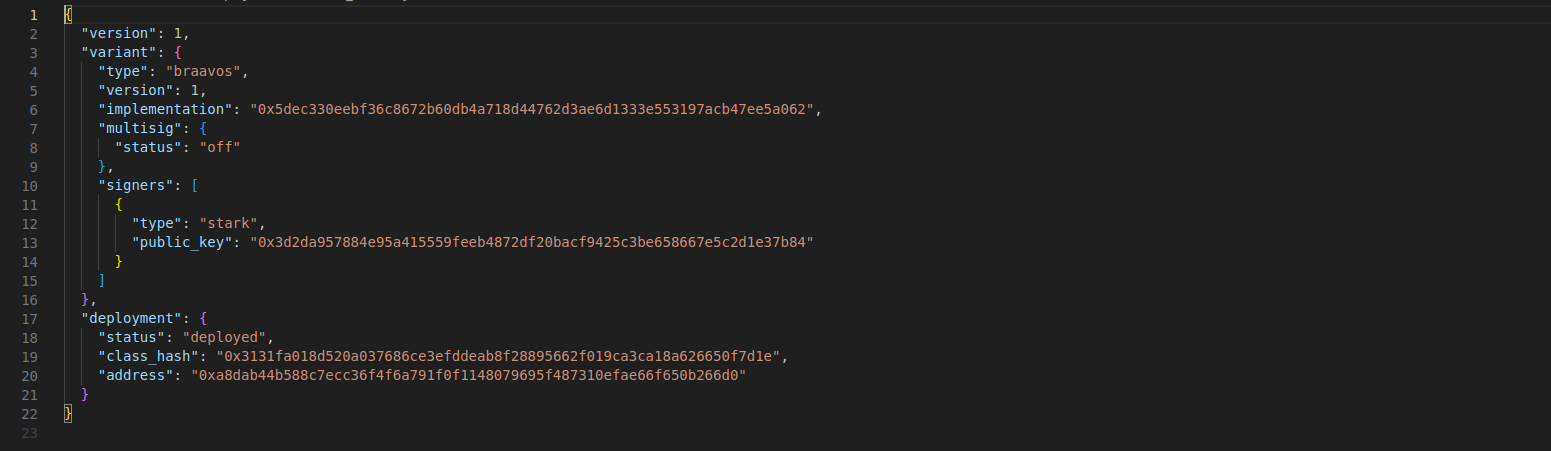 1 {
2 "version": 1,
3 "variant": {
4 "type": "braavos",
5 "version": 1,
6 "implementation": "0x5dec330eebf36c8672b60db4a718d44762d3ae6d1333e553197acb47ee5a062",
7 "multisig": {
8 "status": "off"
9 },
10 "signers": [
11 {
12 "type": "stark",
13 "public_key": "0x3d2da957884e95a415559feeb4872df20bacf9425c3be658667e5c2d1e37b84"
14 }
15 ]
16 },
17 "deployment": {
18 "status": "deployed",
19 "class_hash": "0x3131fa018d520a037686ce3efddeab8f28895662f019ca3ca18a626650f7d1e",
20 "address": "0xa8dab44b588c7ecc36f4f6a791f0f1148079695f487310efae66f650b266d0"
21 }
22 }
23